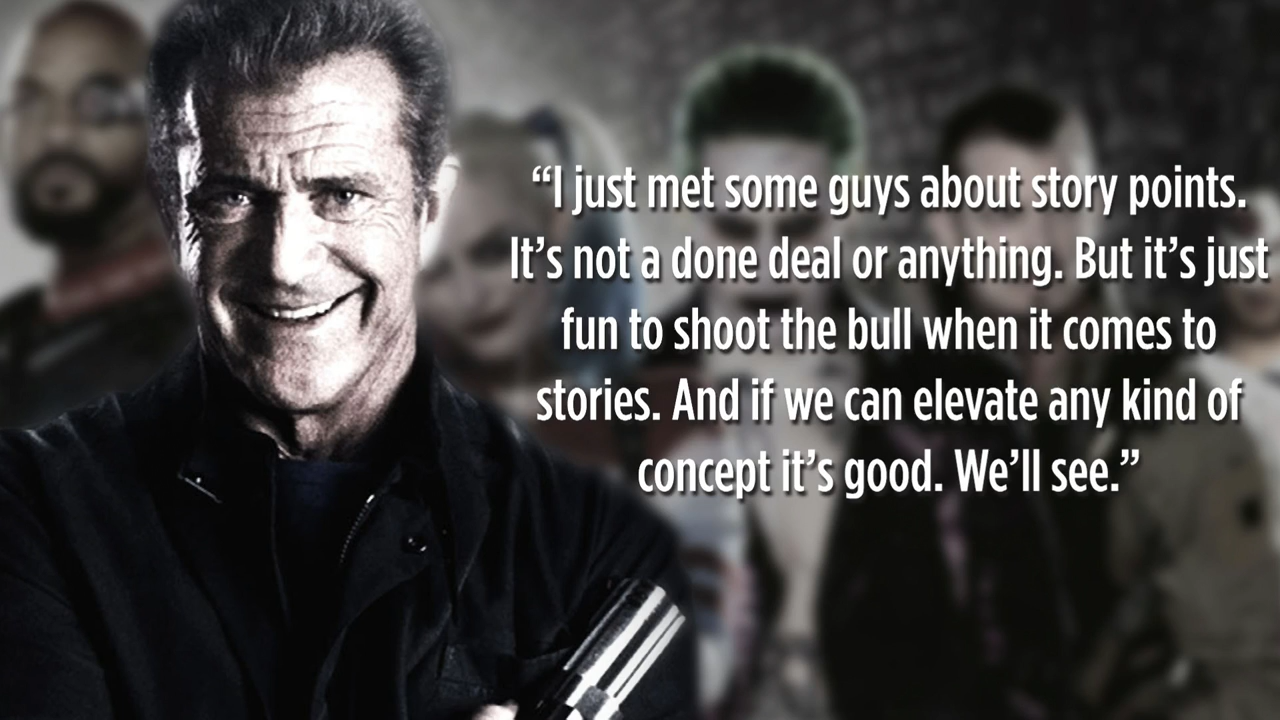 “I just met some guys about story points.
It’s not a done deal or anything. But it’s just
fun to shoot the bull when it comes to
stories. And if we can elevate any kind of
concept it’s good. We’ll see.”